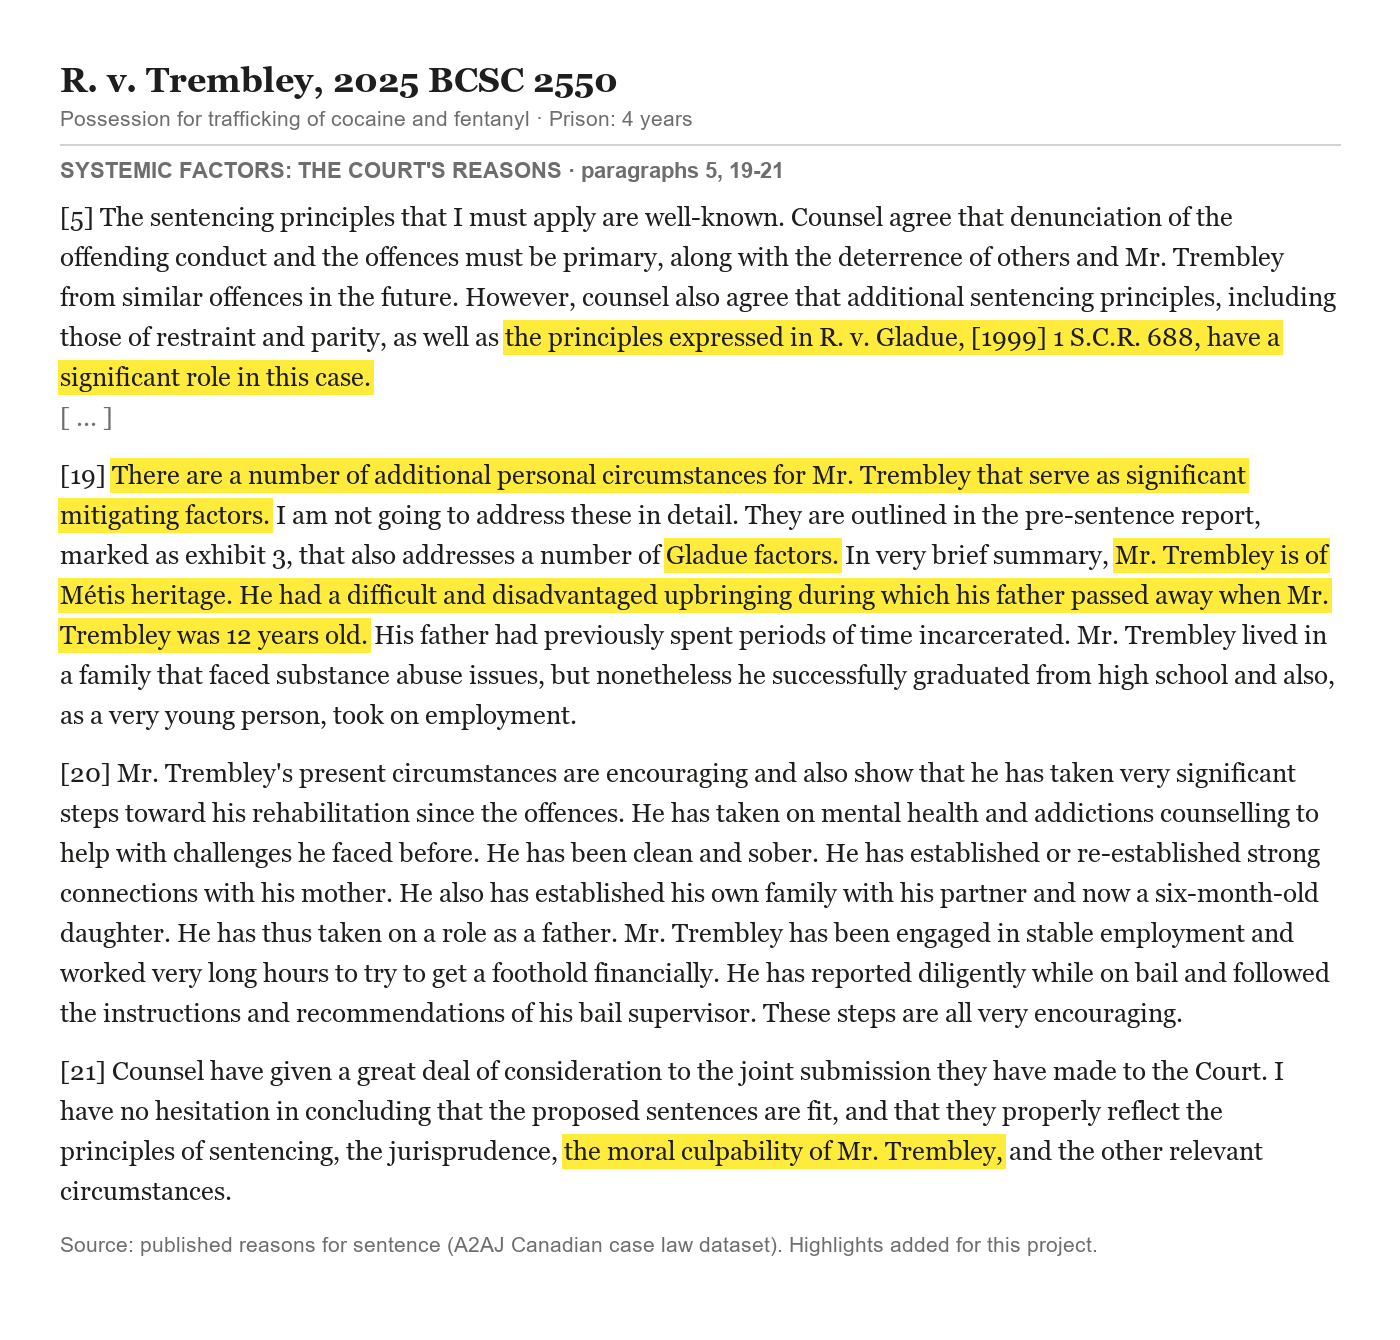 R. v. Trembley, 2025 BCSC 2550
Possession for trafficking of cocaine and fentanyl · Prison: 4 years
SYSTEMIC FACTORS: THE COURT'S REASONS · paragraphs 5, 19-21
[5] The sentencing principles that I must apply are well-known. Counsel agree that denunciation of the
offending conduct and the offences must be primary, along with the deterrence of others and Mr. Trembley
from similar offences in the future. However, counsel also agree that additional sentencing principles, including
those of restraint and parity, as well as the principles expressed in R. v. Gladue, [1999] 1 S.C.R. 688, have a
significant role in this case.
[ ... ]
[19] There are a number of additional personal circumstances for Mr. Trembley that serve as significant
mitigating factors. I am not going to address these in detail. They are outlined in the pre-sentence report,
marked as exhibit 3, that also addresses a number of Gladue factors. In very brief summary, Mr. Trembley is of
Métis heritage. He had a difficult and disadvantaged upbringing during which his father passed away when Mr.
Trembley was 12 years old. His father had previously spent periods of time incarcerated. Mr. Trembley lived in
a family that faced substance abuse issues, but nonetheless he successfully graduated from high school and also,
as a very young person, took on employment.
[20] Mr. Trembley's present circumstances are encouraging and also show that he has taken very significant
steps toward his rehabilitation since the offences. He has taken on mental health and addictions counselling to
help with challenges he faced before. He has been clean and sober. He has established or re-established strong
connections with his mother. He also has established his own family with his partner and now a six-month-old
daughter. He has thus taken on a role as a father. Mr. Trembley has been engaged in stable employment and
worked very long hours to try to get a foothold financially. He has reported diligently while on bail and followed
the instructions and recommendations of his bail supervisor. These steps are all very encouraging.
[21] Counsel have given a great deal of consideration to the joint submission they have made to the Court. I
have no hesitation in concluding that the proposed sentences are fit, and that they properly reflect the
principles of sentencing, the jurisprudence, the moral culpability of Mr. Trembley, and the other relevant
circumstances.
Source: published reasons for sentence (A2AJ Canadian case law dataset). Highlights added for this project.